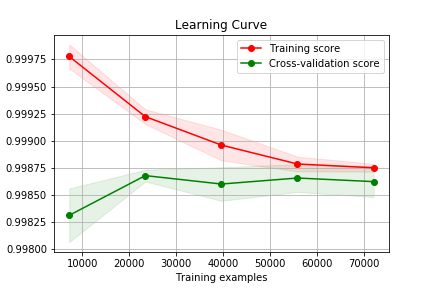 Learning Curve
Training score
Cross-validation score
0.99975
0.99950
0.99925
0.99900
0.99875
0.99850
0.99825
0.99800
10000 20000 30000 40000 50000 60000 70000
Training examples